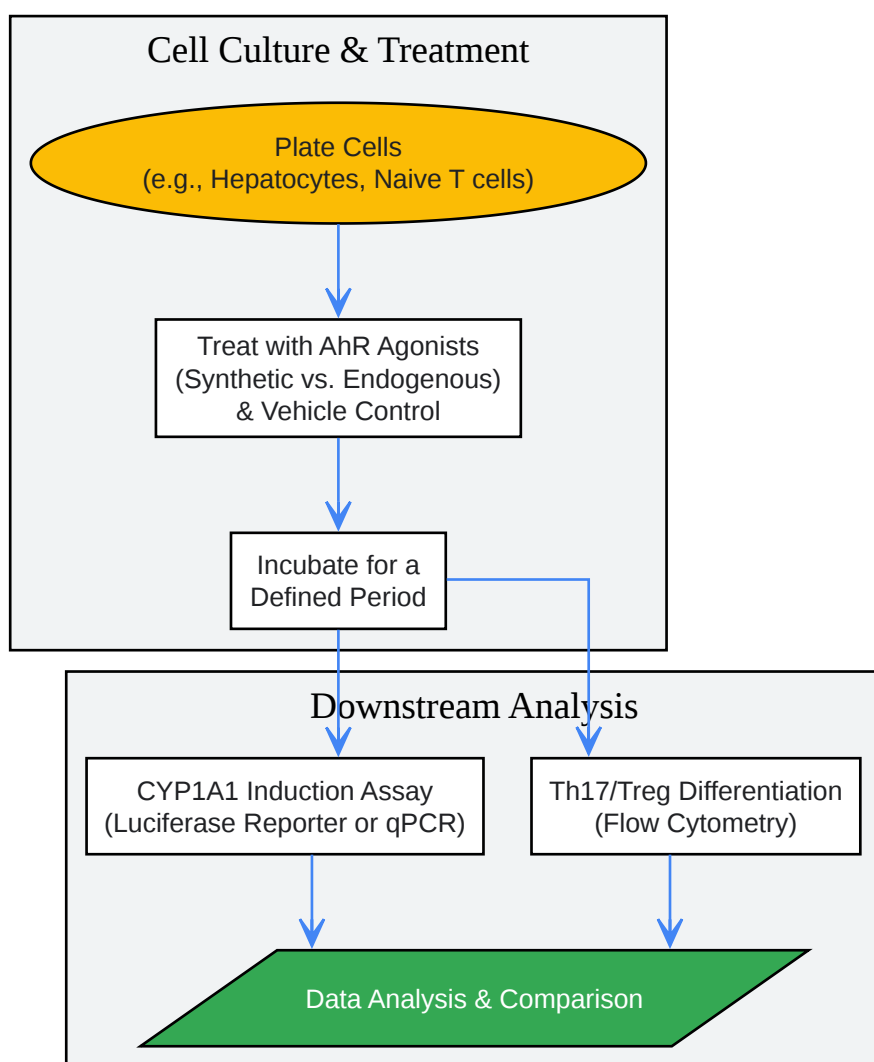 Cell Culture & Treatment
Plate Cells
(e.g., Hepatocytes, Naive T cells)
Treat with AhR Agonists
(Synthetic vs. Endogenous)
& Vehicle Control
Incubate for a
Defined Period
Downstream Analysis
CYP1A1 Induction Assay
(Luciferase Reporter or qPCR)
Th17/Treg Differentiation
(Flow Cytometry)
Data Analysis & Comparison